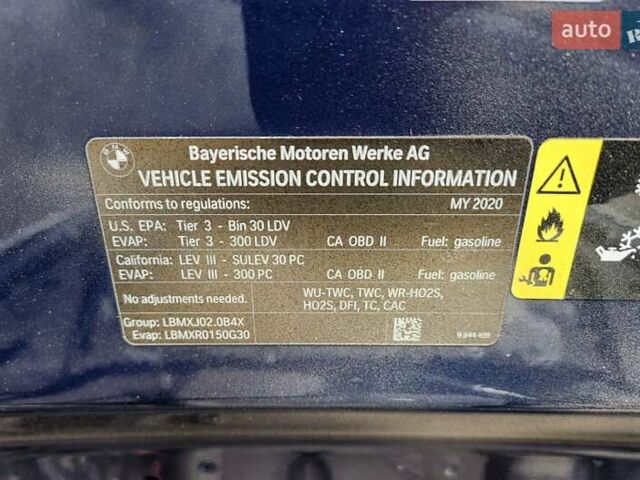 auto
R
BMW
Bayerische Motoren Werke AG
VEHICLE EMISSION CONTROL INFORMATION
Conforms to regulations: MY 2020
U.S. EPA: Tier 3 - Bin 30 LDV
EVAP: Tier 3 - 300 LDV CA OBD II Fuel: gasoline
California: LEV III - SULEV 30 PC
EVAP: LEV III - 300 PC CA OBD II Fuel: gasoline
No adjustments needed. WU-TWC, TWC, WR-HO2S,
HO2S, DFI, TC, CAC
Group: LBMXJ02.0B4X
Evap: LBMXR0150G30